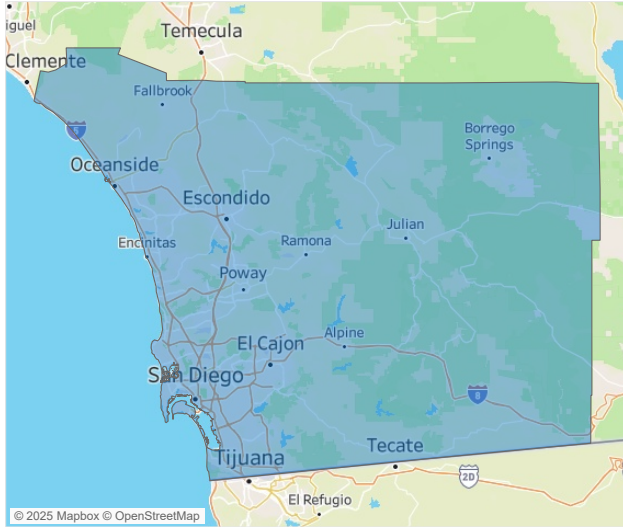 iguel
Temecula
Clemente
Fallbrook
5
Borrego
Springs
Oceanside
Escondido
Julian
Encinitas
Ramona
Poway
Alpine
El Cajon
San Diego
8
Tecate
Tijuana
2D
El Refugio
© 2025 Mapbox © OpenStreetMap